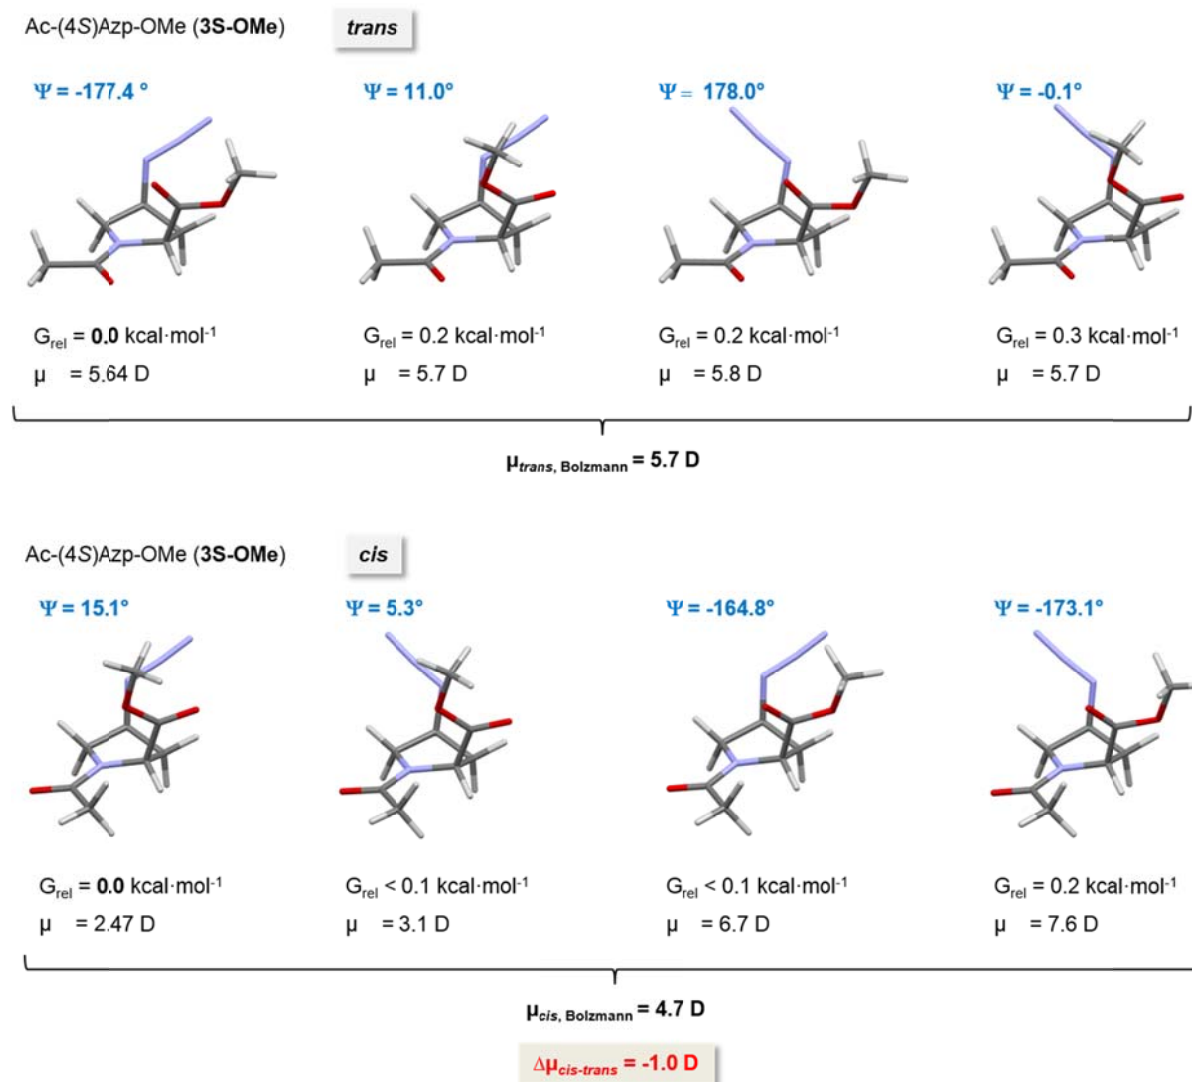 Ac-(4S)Azp-OMe (3S-OMe) trans
Ψ = -177.4 ° Ψ = 11.0° Ψ = 178.0° Ψ = -0.1°
Grel = 0.0 kcal·mol-1 Grel = 0.2 kcal·mol-1 Grel = 0.2 kcal·mol-1 Grel = 0.3 kcal·mol-1
μ = 5.64 D μ = 5.7 D μ = 5.8 D μ = 5.7 D
μtrans, Bolzmann = 5.7 D
Ac-(4S)Azp-OMe (3S-OMe) cis
Ψ = 15.1° Ψ = 5.3° Ψ = -164.8° Ψ = -173.1°
Grel = 0.0 kcal·mol-1 Grel < 0.1 kcal·mol-1 Grel < 0.1 kcal·mol-1 Grel = 0.2 kcal·mol-1
μ = 2.47 D μ = 3.1 D μ = 6.7 D μ = 7.6 D
μcis, Bolzmann = 4.7 D
Δμcis-trans = -1.0 D